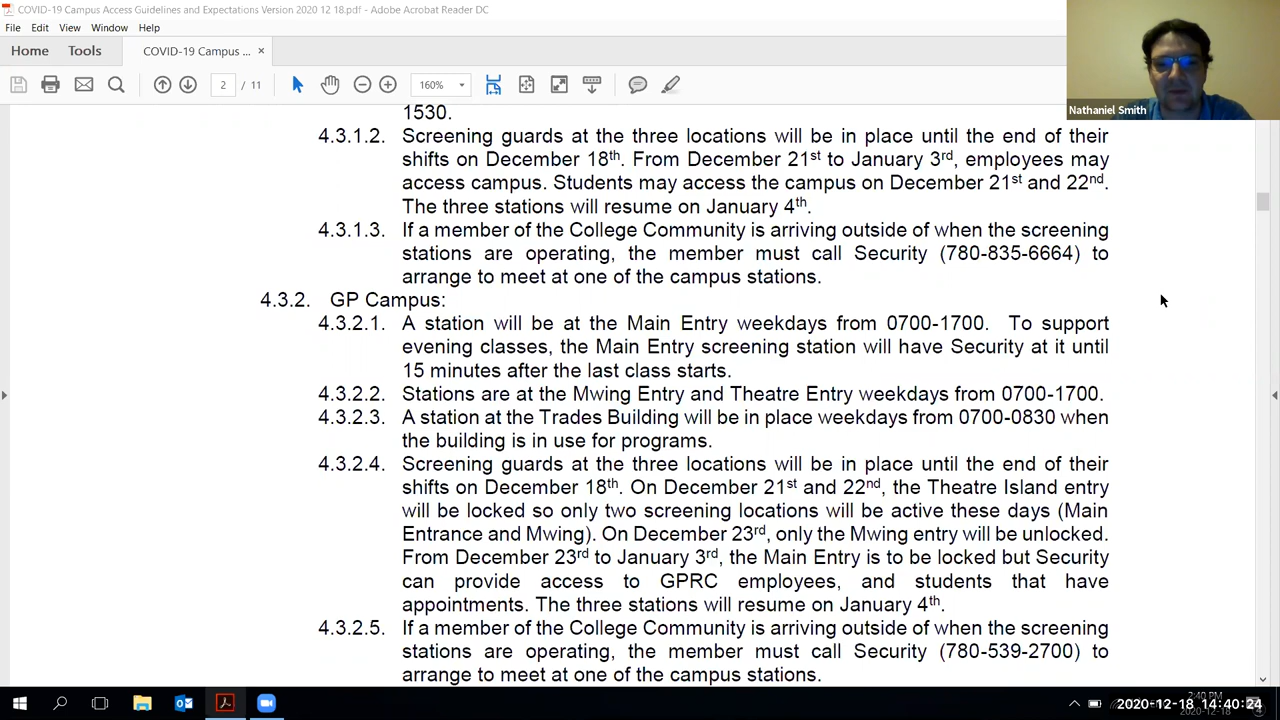 COVID-19 Campus Access Guidelines and Expectations Version 2020 12 18.pdf - Adobe Acrobat Reader DC
File Edit View Window Help
Home Tools COVID-19 Campus ... ×
2 / 11 160%
Nathaniel Smith
1530.
4.3.1.2. Screening guards at the three locations will be in place until the end of their
shifts on December 18th. From December 21st to January 3rd, employees may
access campus. Students may access the campus on December 21st and 22nd.
The three stations will resume on January 4th.
4.3.1.3. If a member of the College Community is arriving outside of when the screening
stations are operating, the member must call Security (780-835-6664) to
arrange to meet at one of the campus stations.
4.3.2. GP Campus:
4.3.2.1. A station will be at the Main Entry weekdays from 0700-1700. To support
evening classes, the Main Entry screening station will have Security at it until
15 minutes after the last class starts.
4.3.2.2. Stations are at the Mwing Entry and Theatre Entry weekdays from 0700-1700.
4.3.2.3. A station at the Trades Building will be in place weekdays from 0700-0830 when
the building is in use for programs.
4.3.2.4. Screening guards at the three locations will be in place until the end of their
shifts on December 18th. On December 21st and 22nd, the Theatre Island entry
will be locked so only two screening locations will be active these days (Main
Entrance and Mwing). On December 23rd, only the Mwing entry will be unlocked.
From December 23rd to January 3rd, the Main Entry is to be locked but Security
can provide access to GPRC employees, and students that have
appointments. The three stations will resume on January 4th.
4.3.2.5. If a member of the College Community is arriving outside of when the screening
stations are operating, the member must call Security (780-539-2700) to
arrange to meet at one of the campus stations.
2:40 PM
2020-12-18 14:40:24
2020-12-18